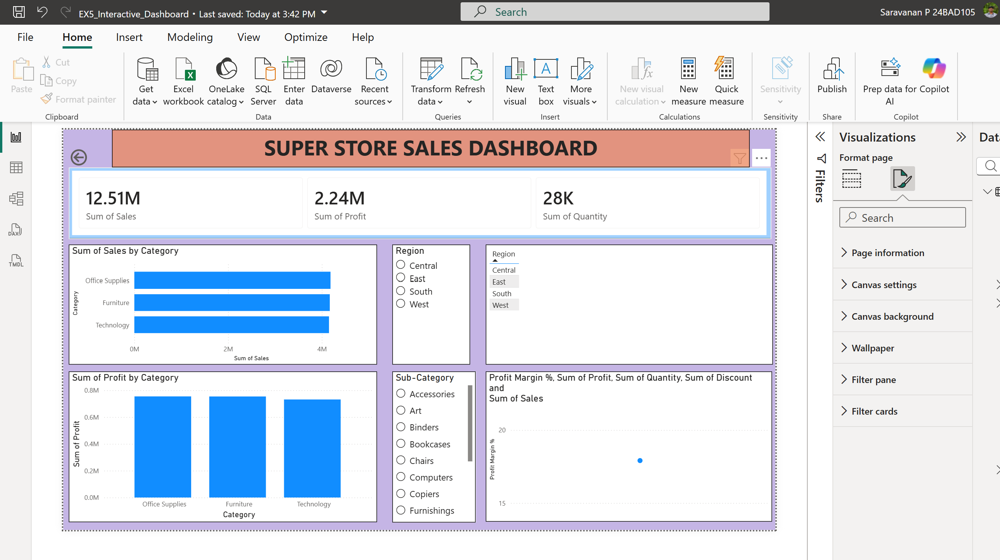 EX5_Interactive_Dashboard • Last saved: Today at 3:42 PM
Search
Saravanan P 24BAD105
File
Home
Insert
Modeling
View
Optimize
Help
Paste
Cut
Copy
Format painter
Clipboard
Get data
Excel workbook
OneLake catalog
SQL Server
Enter data
Dataverse
Recent sources
Data
Transform data
Refresh
Queries
New visual
Text box
More visuals
Insert
New visual calculation
New measure
Quick measure
Calculations
Sensitivity
Sensitivity
Publish
Share
Prep data for AI
Copilot
Copilot
DAX
TMDL
SUPER STORE SALES DASHBOARD
12.51M
Sum of Sales
2.24M
Sum of Profit
28K
Sum of Quantity
Sum of Sales by Category
Category
Office Supplies
Furniture
Technology
0M
2M
4M
Sum of Sales
Region
Central
East
South
West
Region
Central
East
South
West
Sum of Profit by Category
Sum of Profit
0.8M
0.6M
0.4M
0.2M
0.0M
Office Supplies
Furniture
Technology
Category
Sub-Category
Accessories
Art
Binders
Bookcases
Chairs
Computers
Copiers
Furnishings
Profit Margin %, Sum of Profit, Sum of Quantity, Sum of Discount
and
Sum of Sales
Profit Margin %
20
15
Filters
Visualizations
Format page
Search
Page information
Canvas settings
Canvas background
Wallpaper
Filter pane
Filter cards